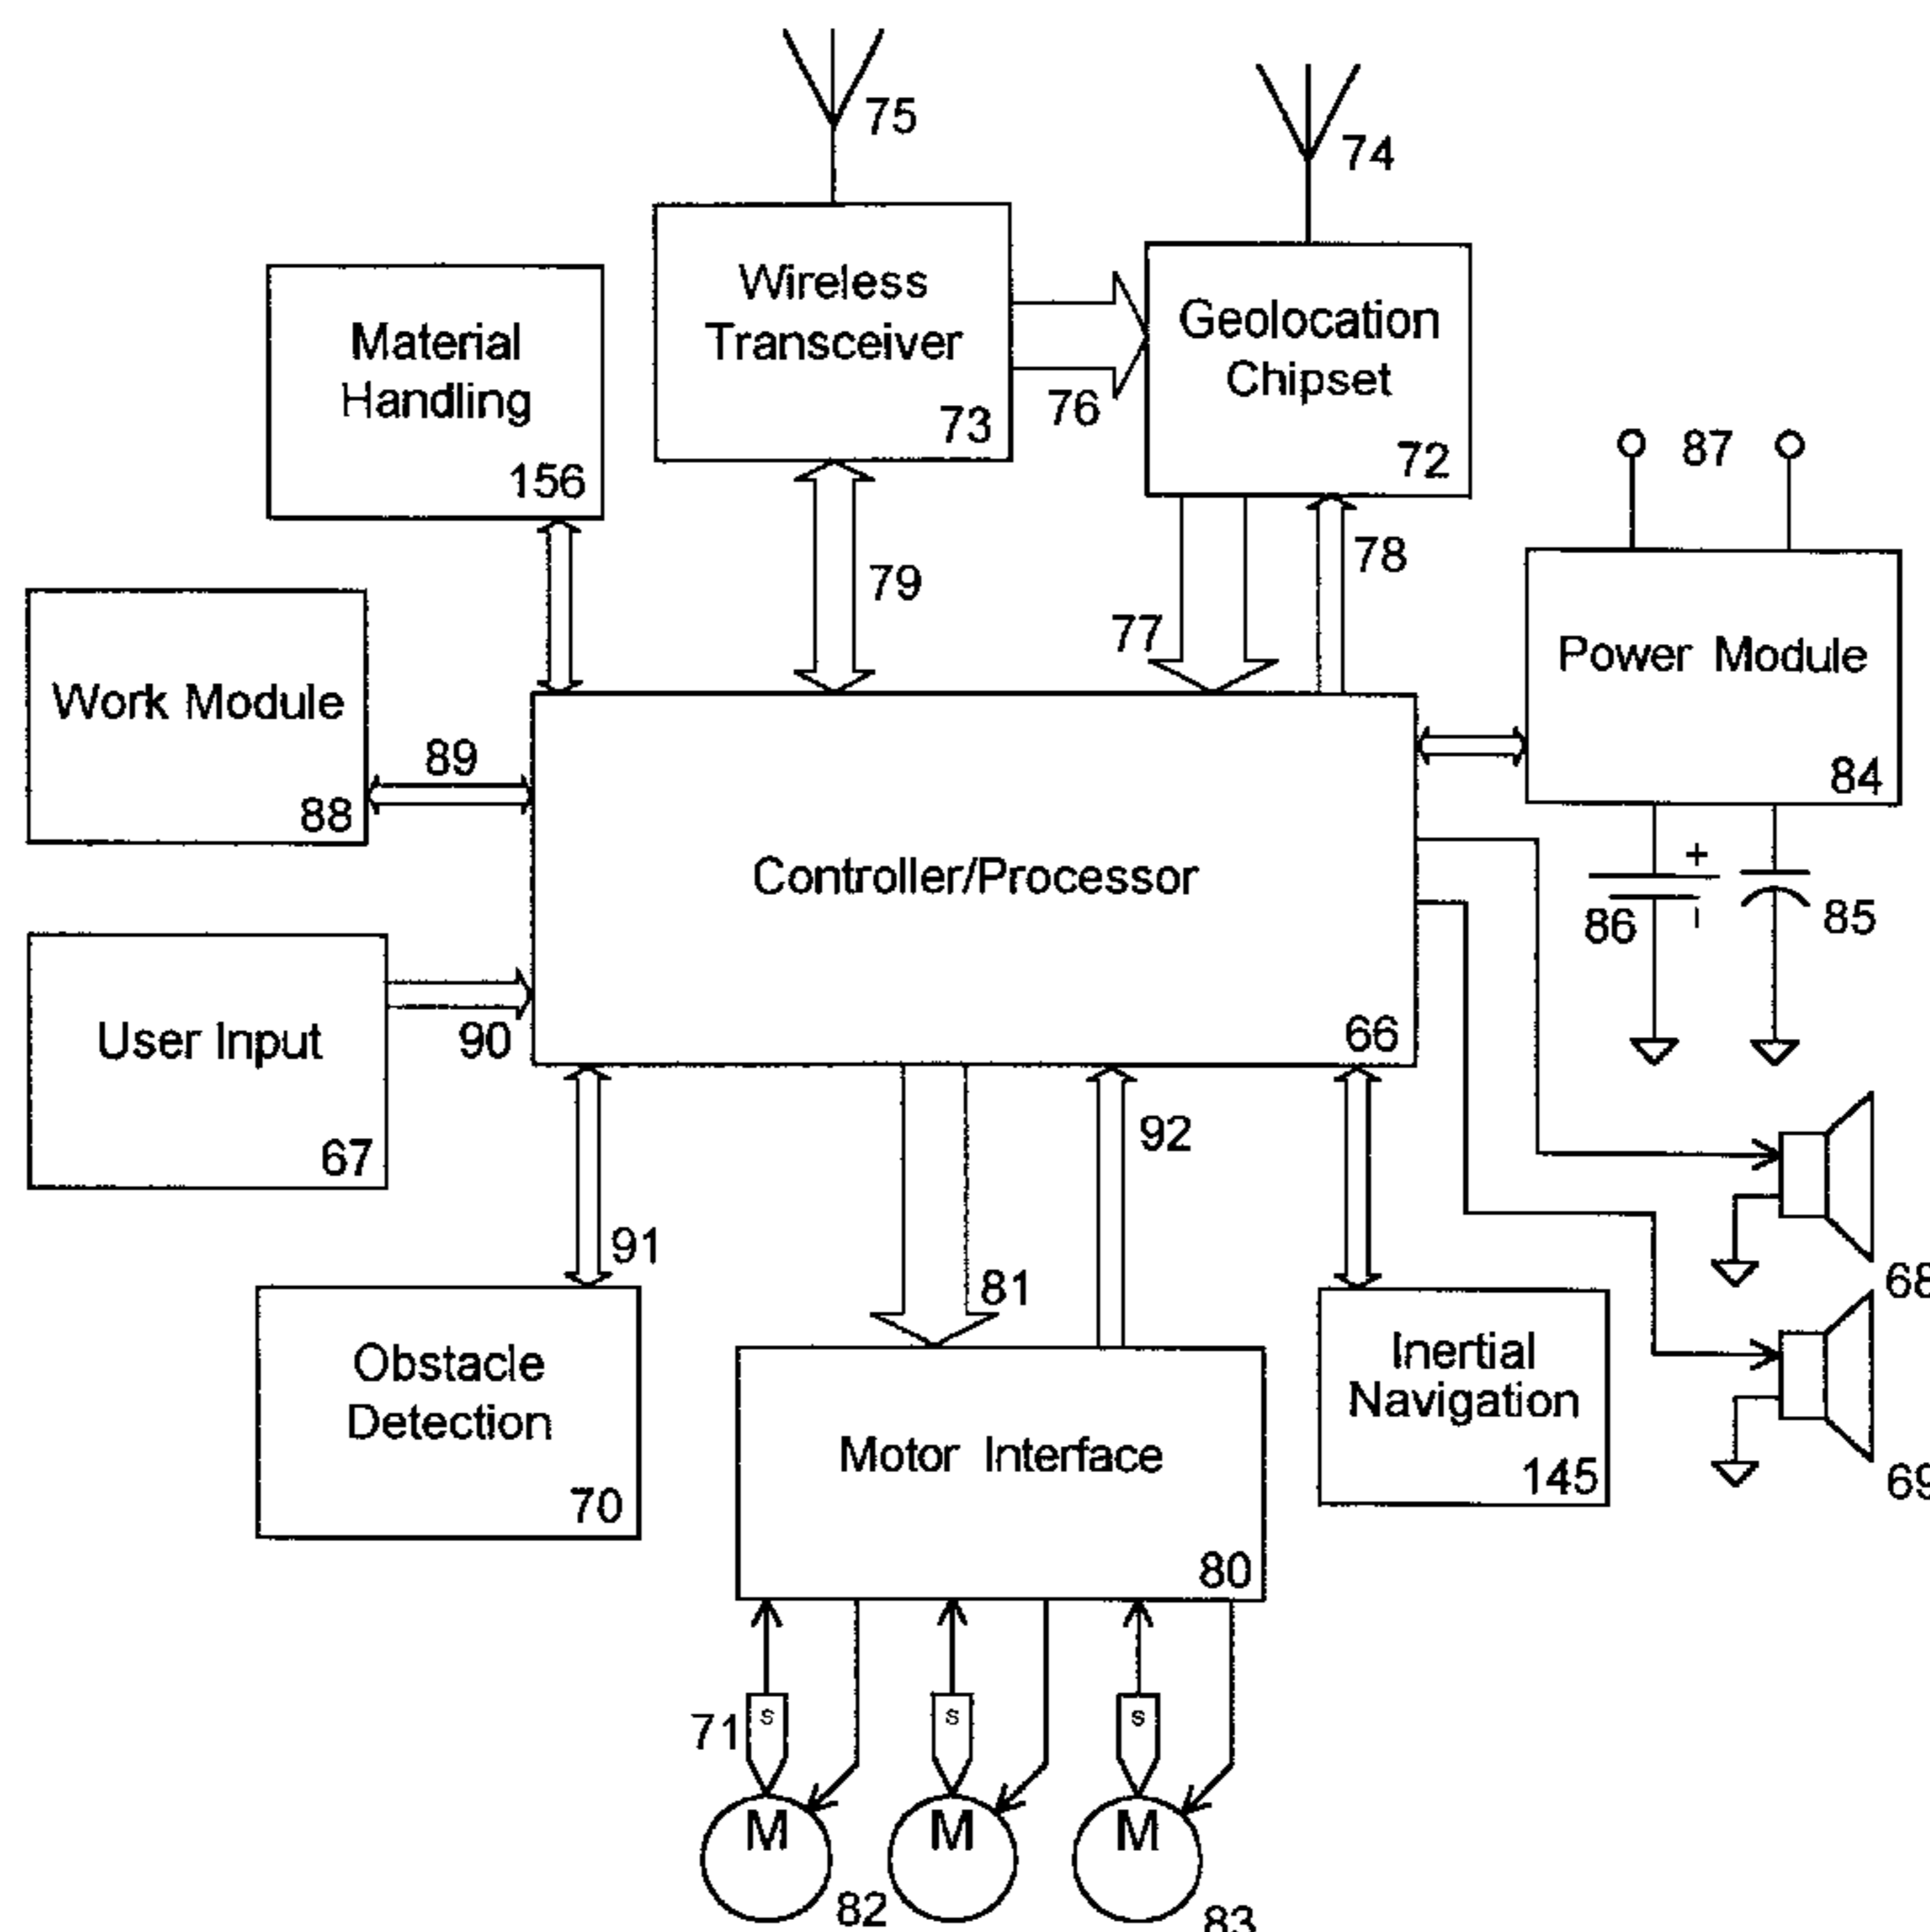 75
74
Wireless
Transceiver
73
76
Geolocation
Chipset
72
Material
Handling
156
87
79
77
78
Power Module
84
Work Module
88
89
Controller/Processor
66
+
-
86
85
User Input
67
90
91
81
92
68
69
Obstacle
Detection
70
Motor Interface
80
Inertial
Navigation
145
71
s
s
s
M
M
M
82
83